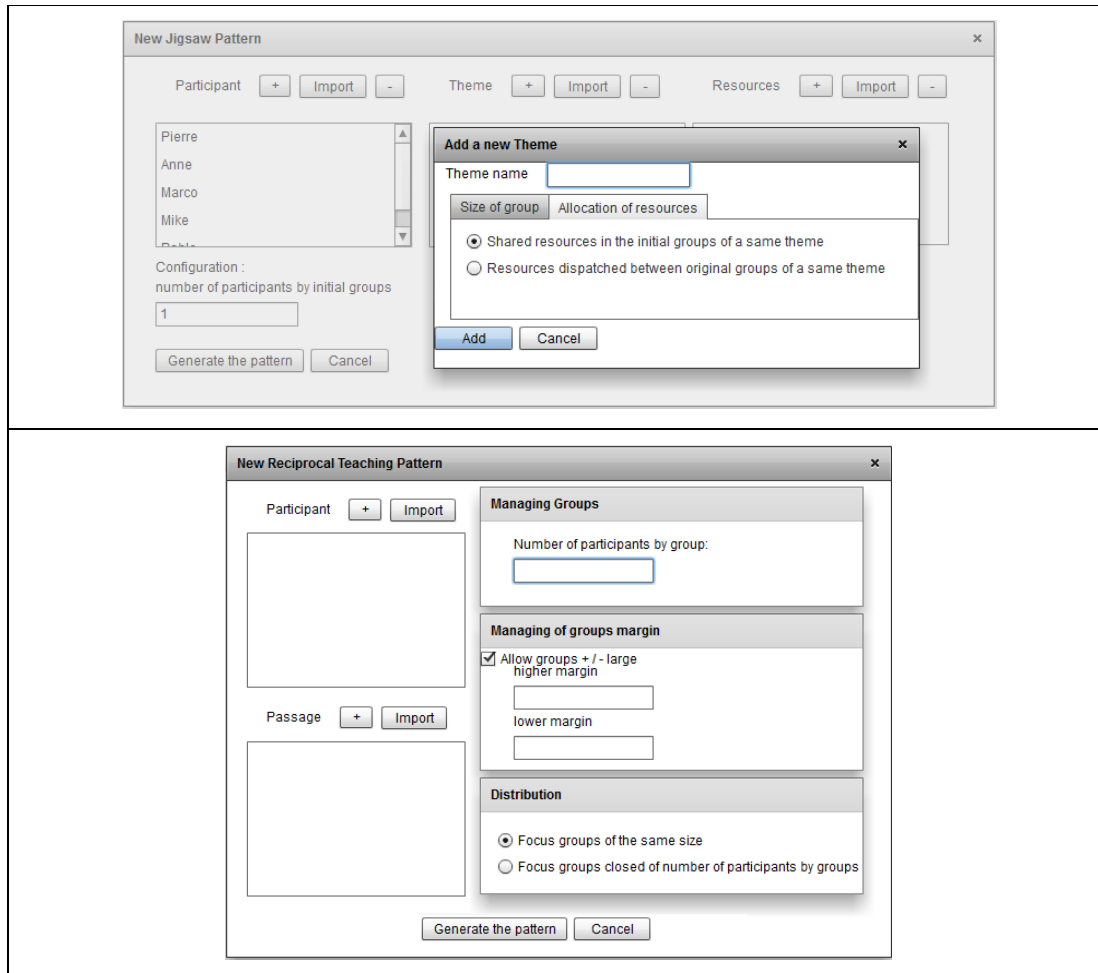 New Jigsaw Pattern ×
Participant + Import - Theme + Import - Resources + Import -
Pierre
Anne
Marco
Mike
Configuration :
number of participants by initial groups
1
Generate the pattern Cancel
Add a new Theme ×
Theme name
Size of group Allocation of resources
Shared resources in the initial groups of a same theme
Resources dispatched between original groups of a same theme
Add Cancel
New Reciprocal Teaching Pattern ×
Participant + Import
Passage + Import
Managing Groups
Number of participants by group:
Managing of groups margin
Allow groups + / - large
higher margin
lower margin
Distribution
Focus groups of the same size
Focus groups closed of number of participants by groups
Generate the pattern Cancel